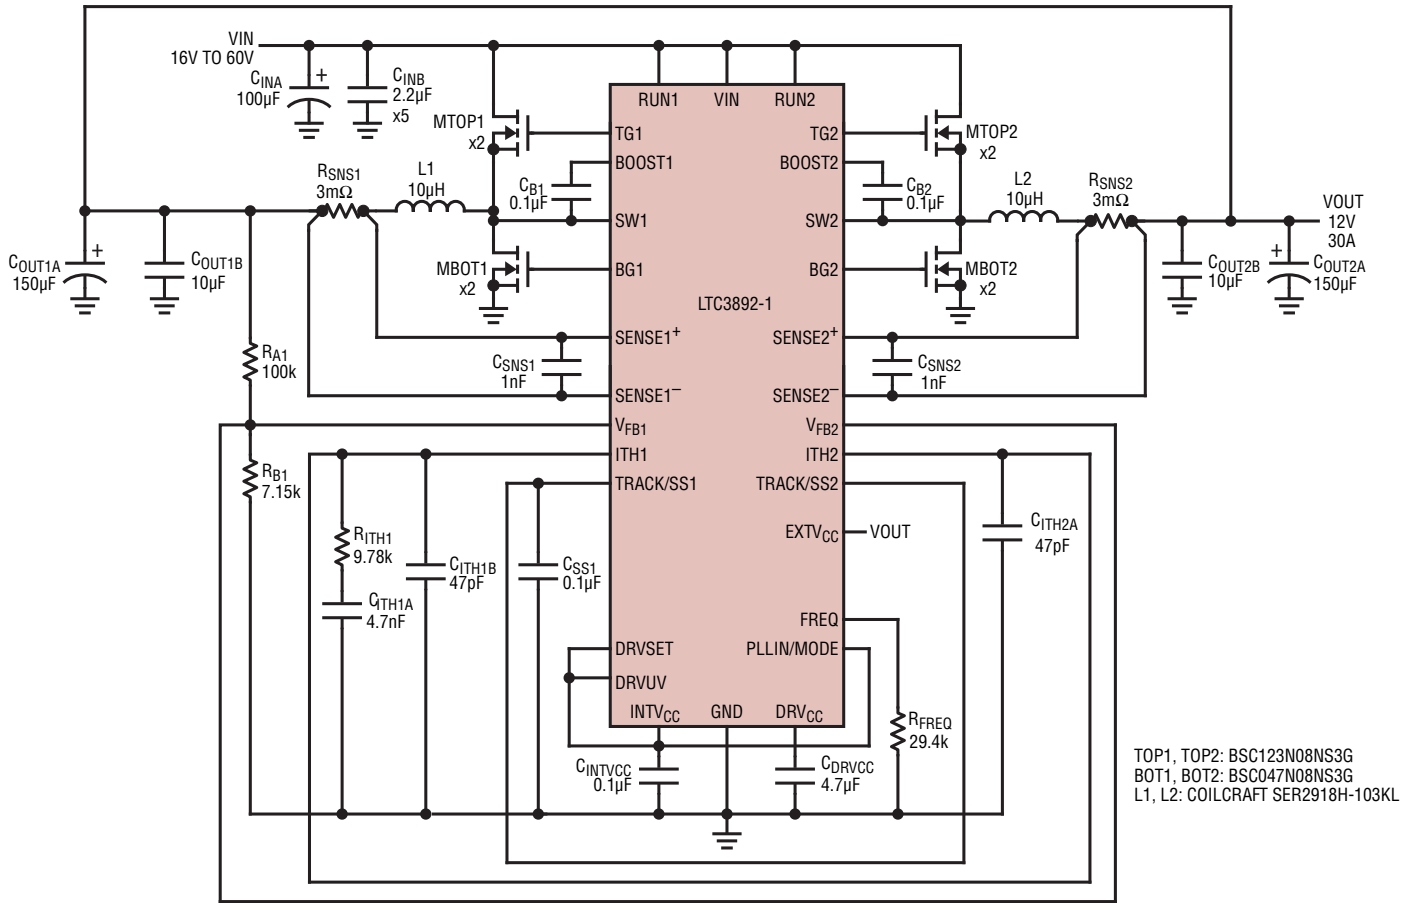 VIN
16V TO 60V
CINA
100µF
+
CINB
2.2µF
x5
MTOP1
x2
RUN1
VIN
RUN2
TG1
TG2
MTOP2
x2
BOOST1
BOOST2
RSNS1
3mΩ
L1
10µH
CB1
0.1µF
CB2
0.1µF
L2
10µH
RSNS2
3mΩ
VOUT
12V
30A
SW1
SW2
COUT1A
150µF
+
COUT1B
10µF
MBOT1
x2
BG1
BG2
MBOT2
x2
COUT2B
10µF
+
COUT2A
150µF
LTC3892-1
SENSE1+
SENSE2+
RA1
100k
CSNS1
1nF
CSNS2
1nF
SENSE1–
SENSE2–
VFB1
VFB2
ITH1
ITH2
RB1
7.15k
TRACK/SS1
TRACK/SS2
RITH1
9.78k
CITH1B
47pF
CSS1
0.1µF
EXTVCC
VOUT
CITH2A
47pF
CITH1A
4.7nF
FREQ
DRVSET
PLLIN/MODE
DRVUV
INTVCC
GND
DRVCC
RFREQ
29.4k
CINTVCC
0.1µF
CDRVCC
4.7µF
TOP1, TOP2: BSC123N08NS3G
BOT1, BOT2: BSC047N08NS3G
L1, L2: COILCRAFT SER2918H-103KL